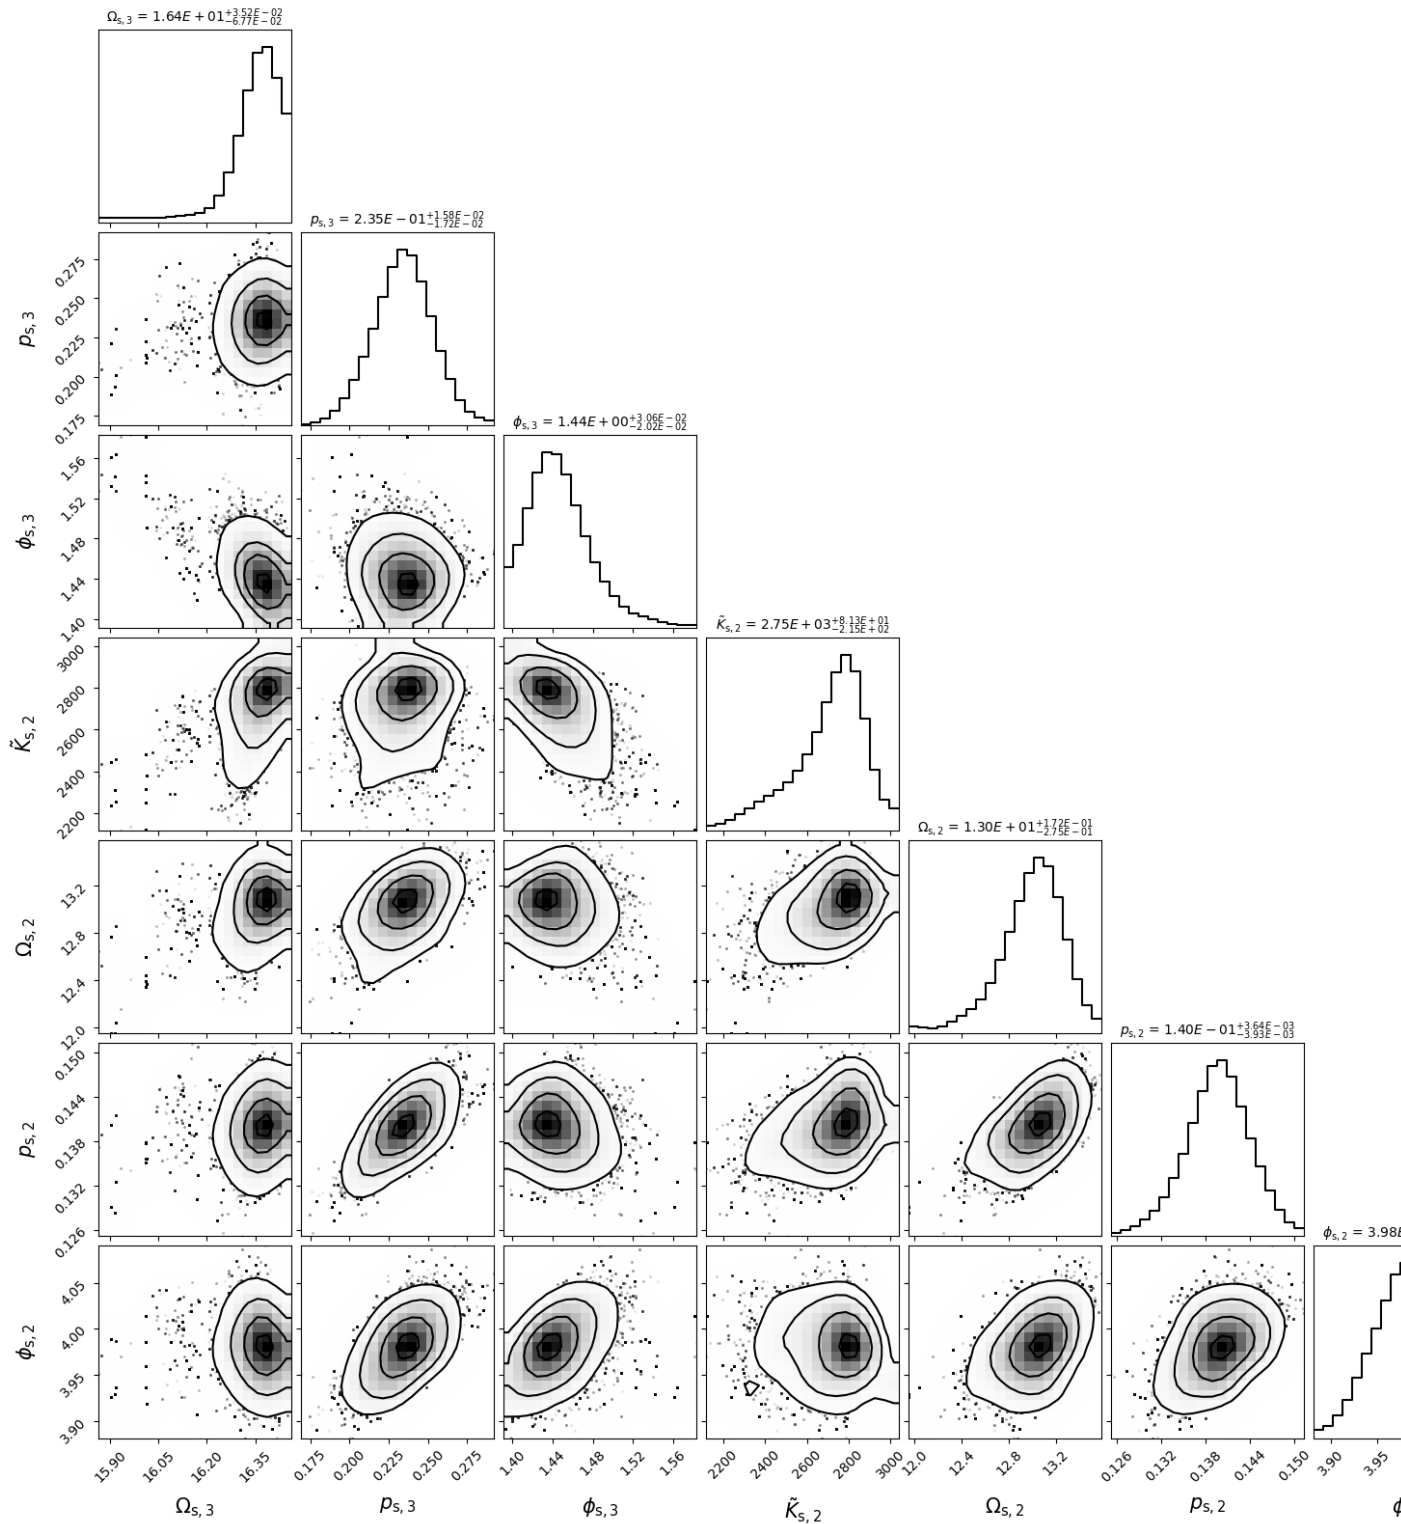 Ω_{s, 3} = 1.64E + 01^{+3.52E − 02}_{−6.77E − 02}
p_{s, 3} = 2.35E − 01^{+1.58E − 02}_{−1.72E − 02}
p_{s, 3}
0.275
0.250
0.225
0.200
0.175
ϕ_{s, 3} = 1.44E + 00^{+3.06E − 02}_{−2.02E − 02}
ϕ_{s, 3}
1.56
1.52
1.48
1.44
1.40
K̃_{s, 2} = 2.75E + 03^{+8.13E + 01}_{−2.15E + 02}
K̃_{s, 2}
3000
2800
2600
2400
2200
Ω_{s, 2} = 1.30E + 01^{+1.72E − 01}_{−2.75E − 01}
Ω_{s, 2}
13.2
12.8
12.4
12.0
p_{s, 2} = 1.40E − 01^{+3.64E − 03}_{−3.93E − 03}
p_{s, 2}
0.150
0.144
0.138
0.132
0.126
ϕ_{s, 2} = 3.98
ϕ_{s, 2}
4.05
4.00
3.95
3.90
15.90 16.05 16.20 16.35 0.175 0.200 0.225 0.250 0.275 1.40 1.44 1.48 1.52 1.56 2200 2400 2600 2800 3000 12.0 12.4 12.8 13.2 0.126 0.132 0.138 0.144 0.150 3.90 3.95
Ω_{s, 3} p_{s, 3} ϕ_{s, 3} K̃_{s, 2} Ω_{s, 2} p_{s, 2}